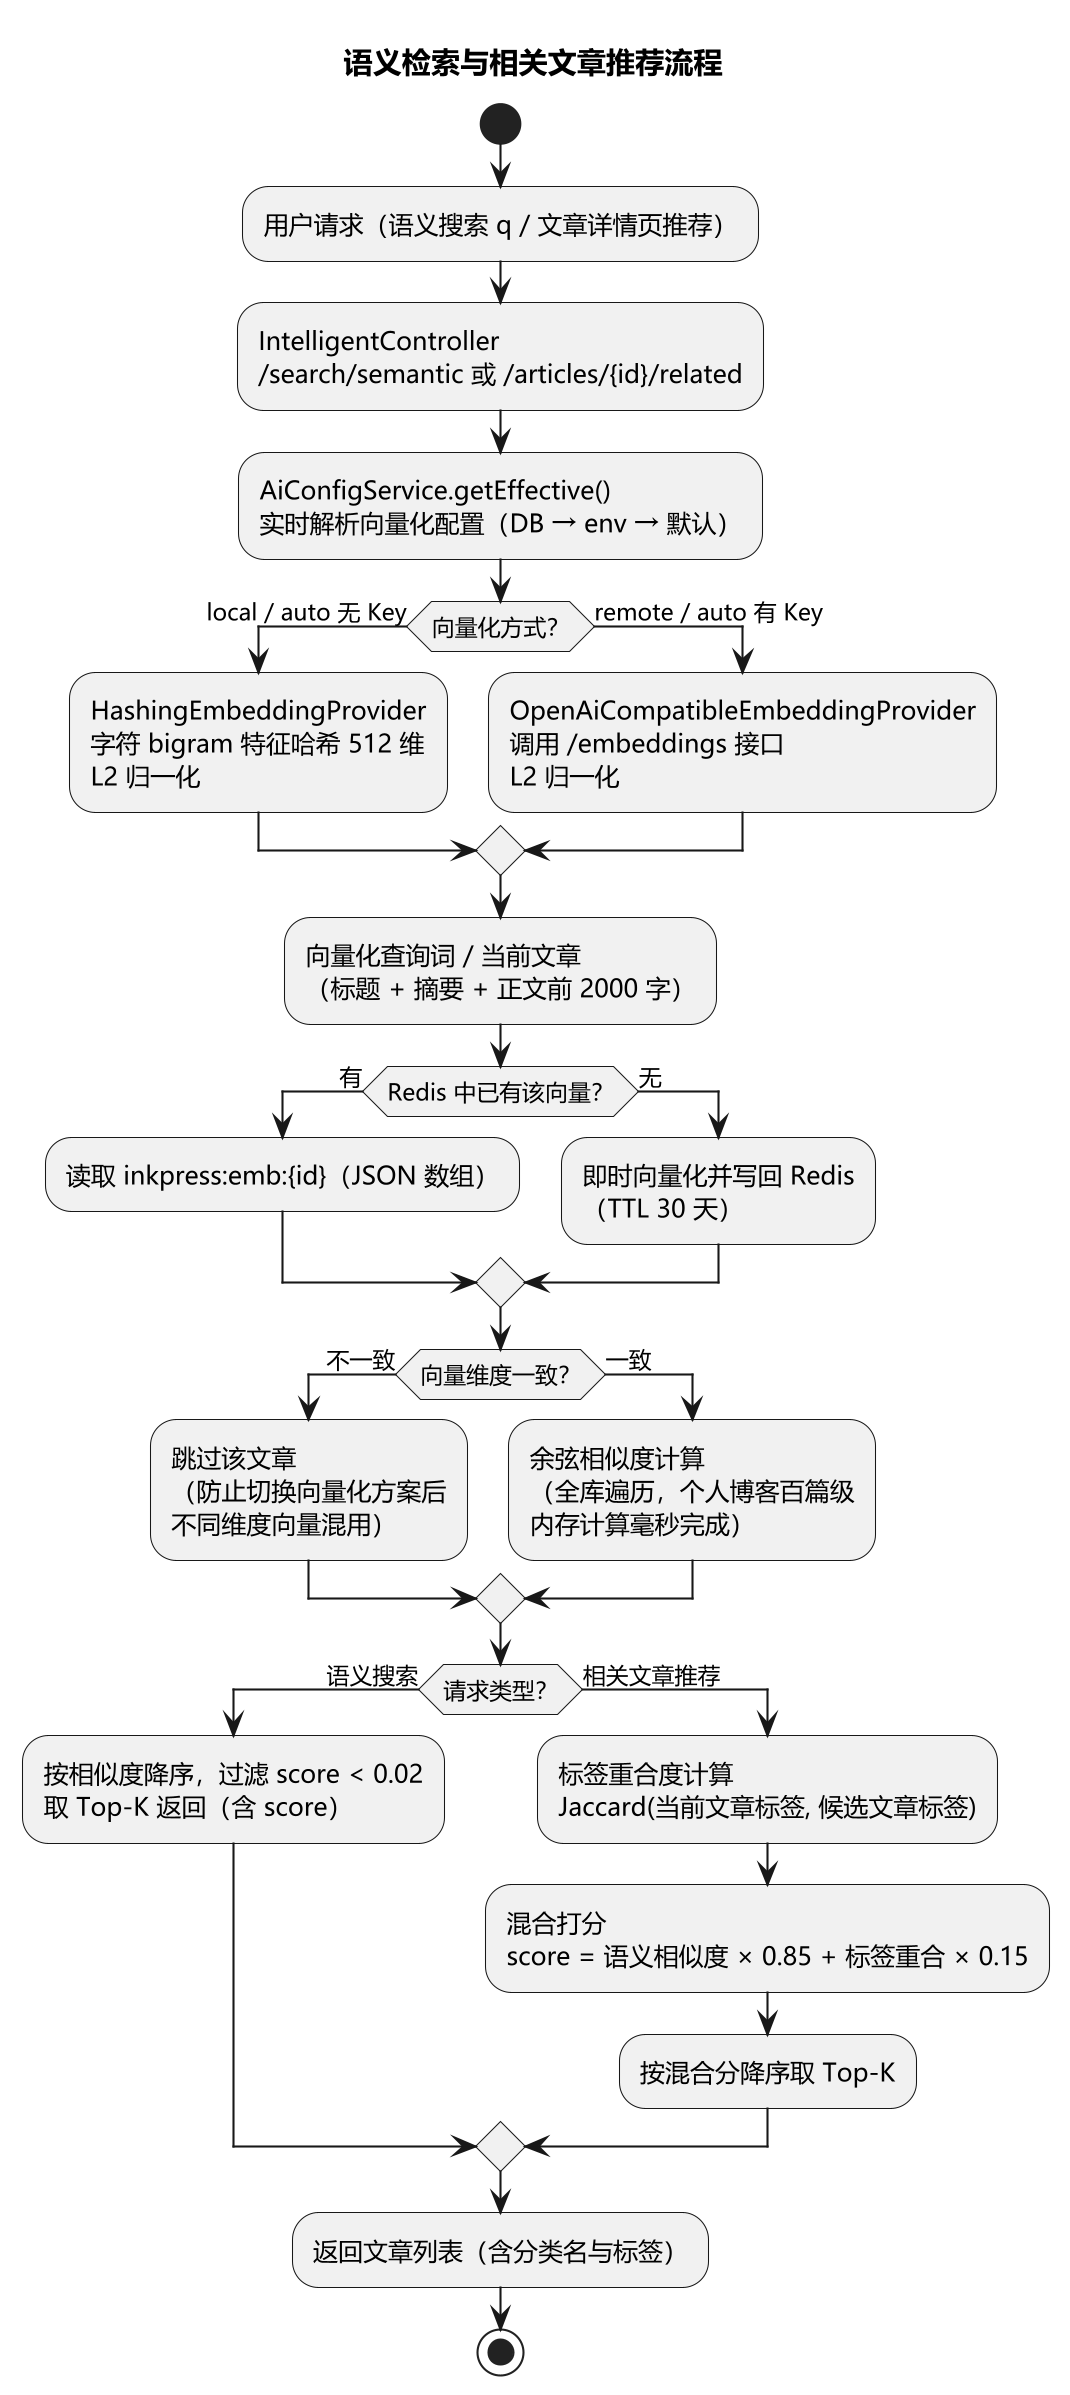 语义检索与相关文章推荐流程
用户请求（语义搜索 q / 文章详情页推荐）
IntelligentController
/search/semantic 或 /articles/{id}/related
AiConfigService.getEffective()
实时解析向量化配置（DB → env → 默认）
local / auto 无 Key
向量化方式？
remote / auto 有 Key
HashingEmbeddingProvider
字符 bigram 特征哈希 512 维
L2 归一化
OpenAiCompatibleEmbeddingProvider
调用 /embeddings 接口
L2 归一化
向量化查询词 / 当前文章
（标题 + 摘要 + 正文前 2000 字）
有
Redis 中已有该向量？
无
读取 inkpress:emb:{id}（JSON 数组）
即时向量化并写回 Redis
（TTL 30 天）
不一致
向量维度一致？
一致
跳过该文章
（防止切换向量化方案后
不同维度向量混用）
余弦相似度计算
（全库遍历，个人博客百篇级
内存计算毫秒完成）
语义搜索
请求类型？
相关文章推荐
按相似度降序，过滤 score < 0.02
取 Top-K 返回（含 score）
标签重合度计算
Jaccard(当前文章标签, 候选文章标签)
混合打分
score = 语义相似度 × 0.85 + 标签重合 × 0.15
按混合分降序取 Top-K
返回文章列表（含分类名与标签）